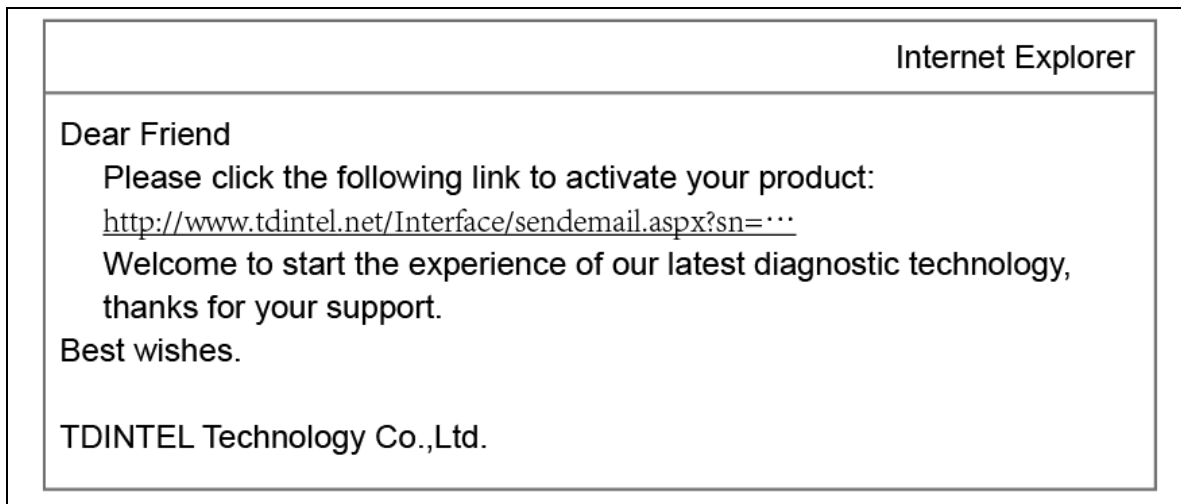 Internet Explorer
Dear Friend
Please click the following link to activate your product:
http://www.tdintel.net/Interface/sendemail.aspx?sn=···
Welcome to start the experience of our latest diagnostic technology,
thanks for your support.
Best wishes.
TDINTEL Technology Co.,Ltd.